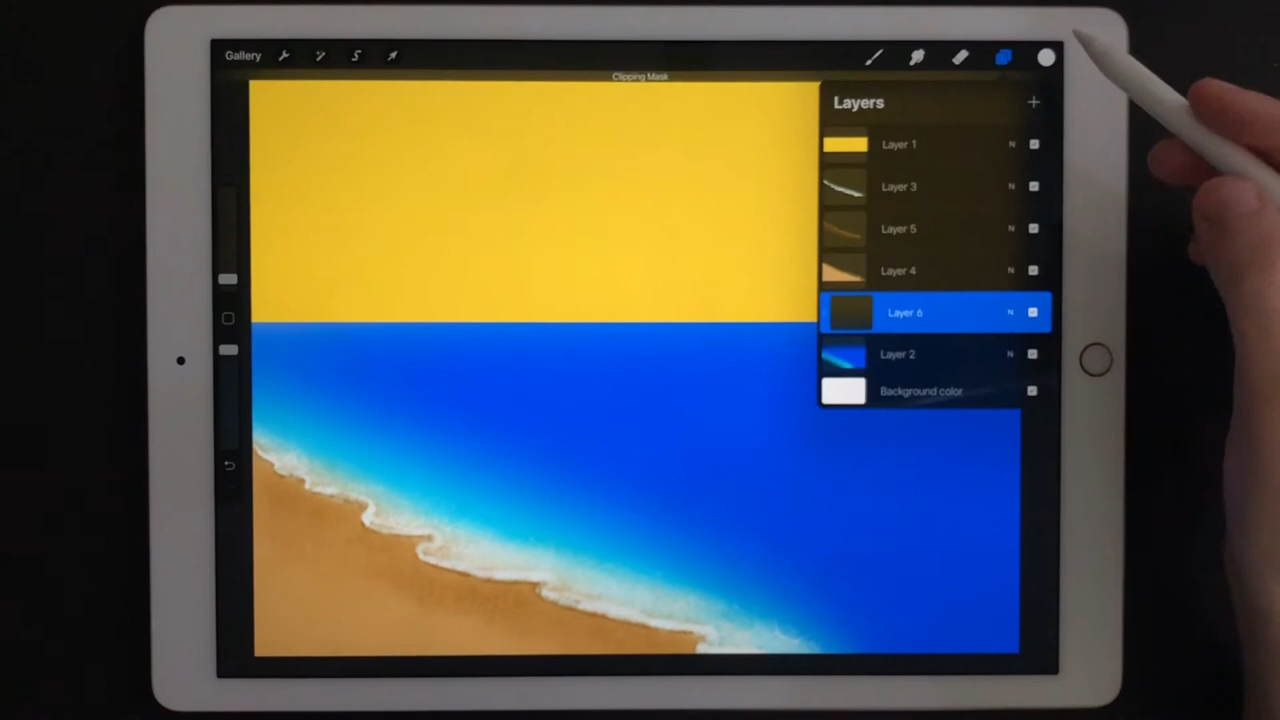 Gallery
Clipping Mask
Layers
Layer 1 N
Layer 3 N
Layer 5 N
Layer 4 N
Layer 6 N
Layer 2 N
Background color